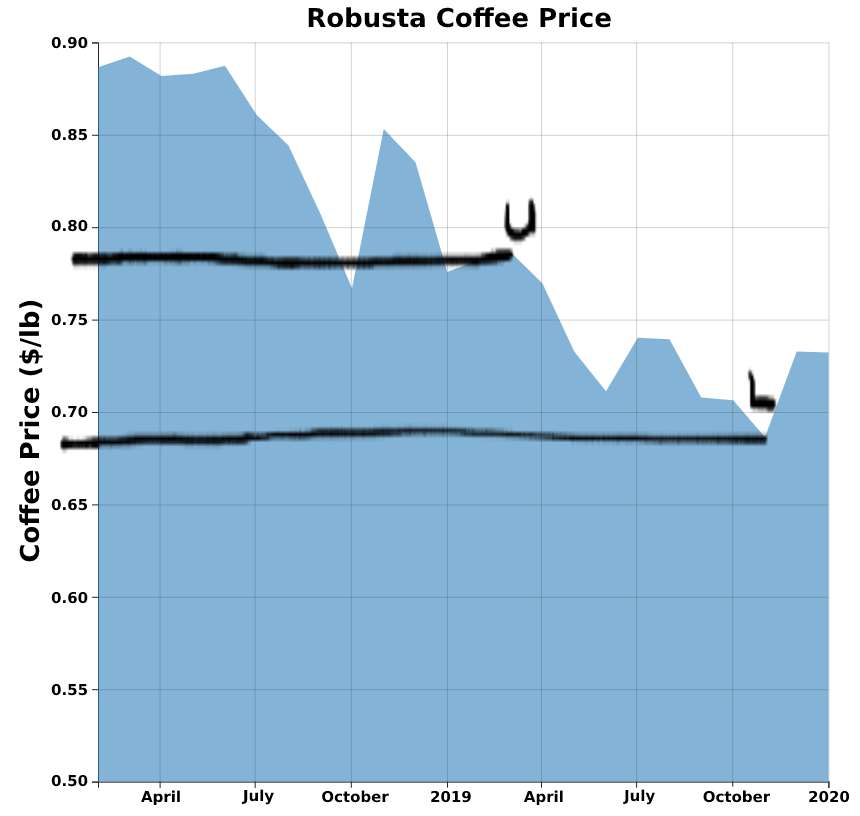 Robusta Coffee Price
Coffee Price ($/lb)
0.90
0.85
0.80
0.75
0.70
0.65
0.60
0.55
0.50
U
L
April July October 2019 April July October 2020